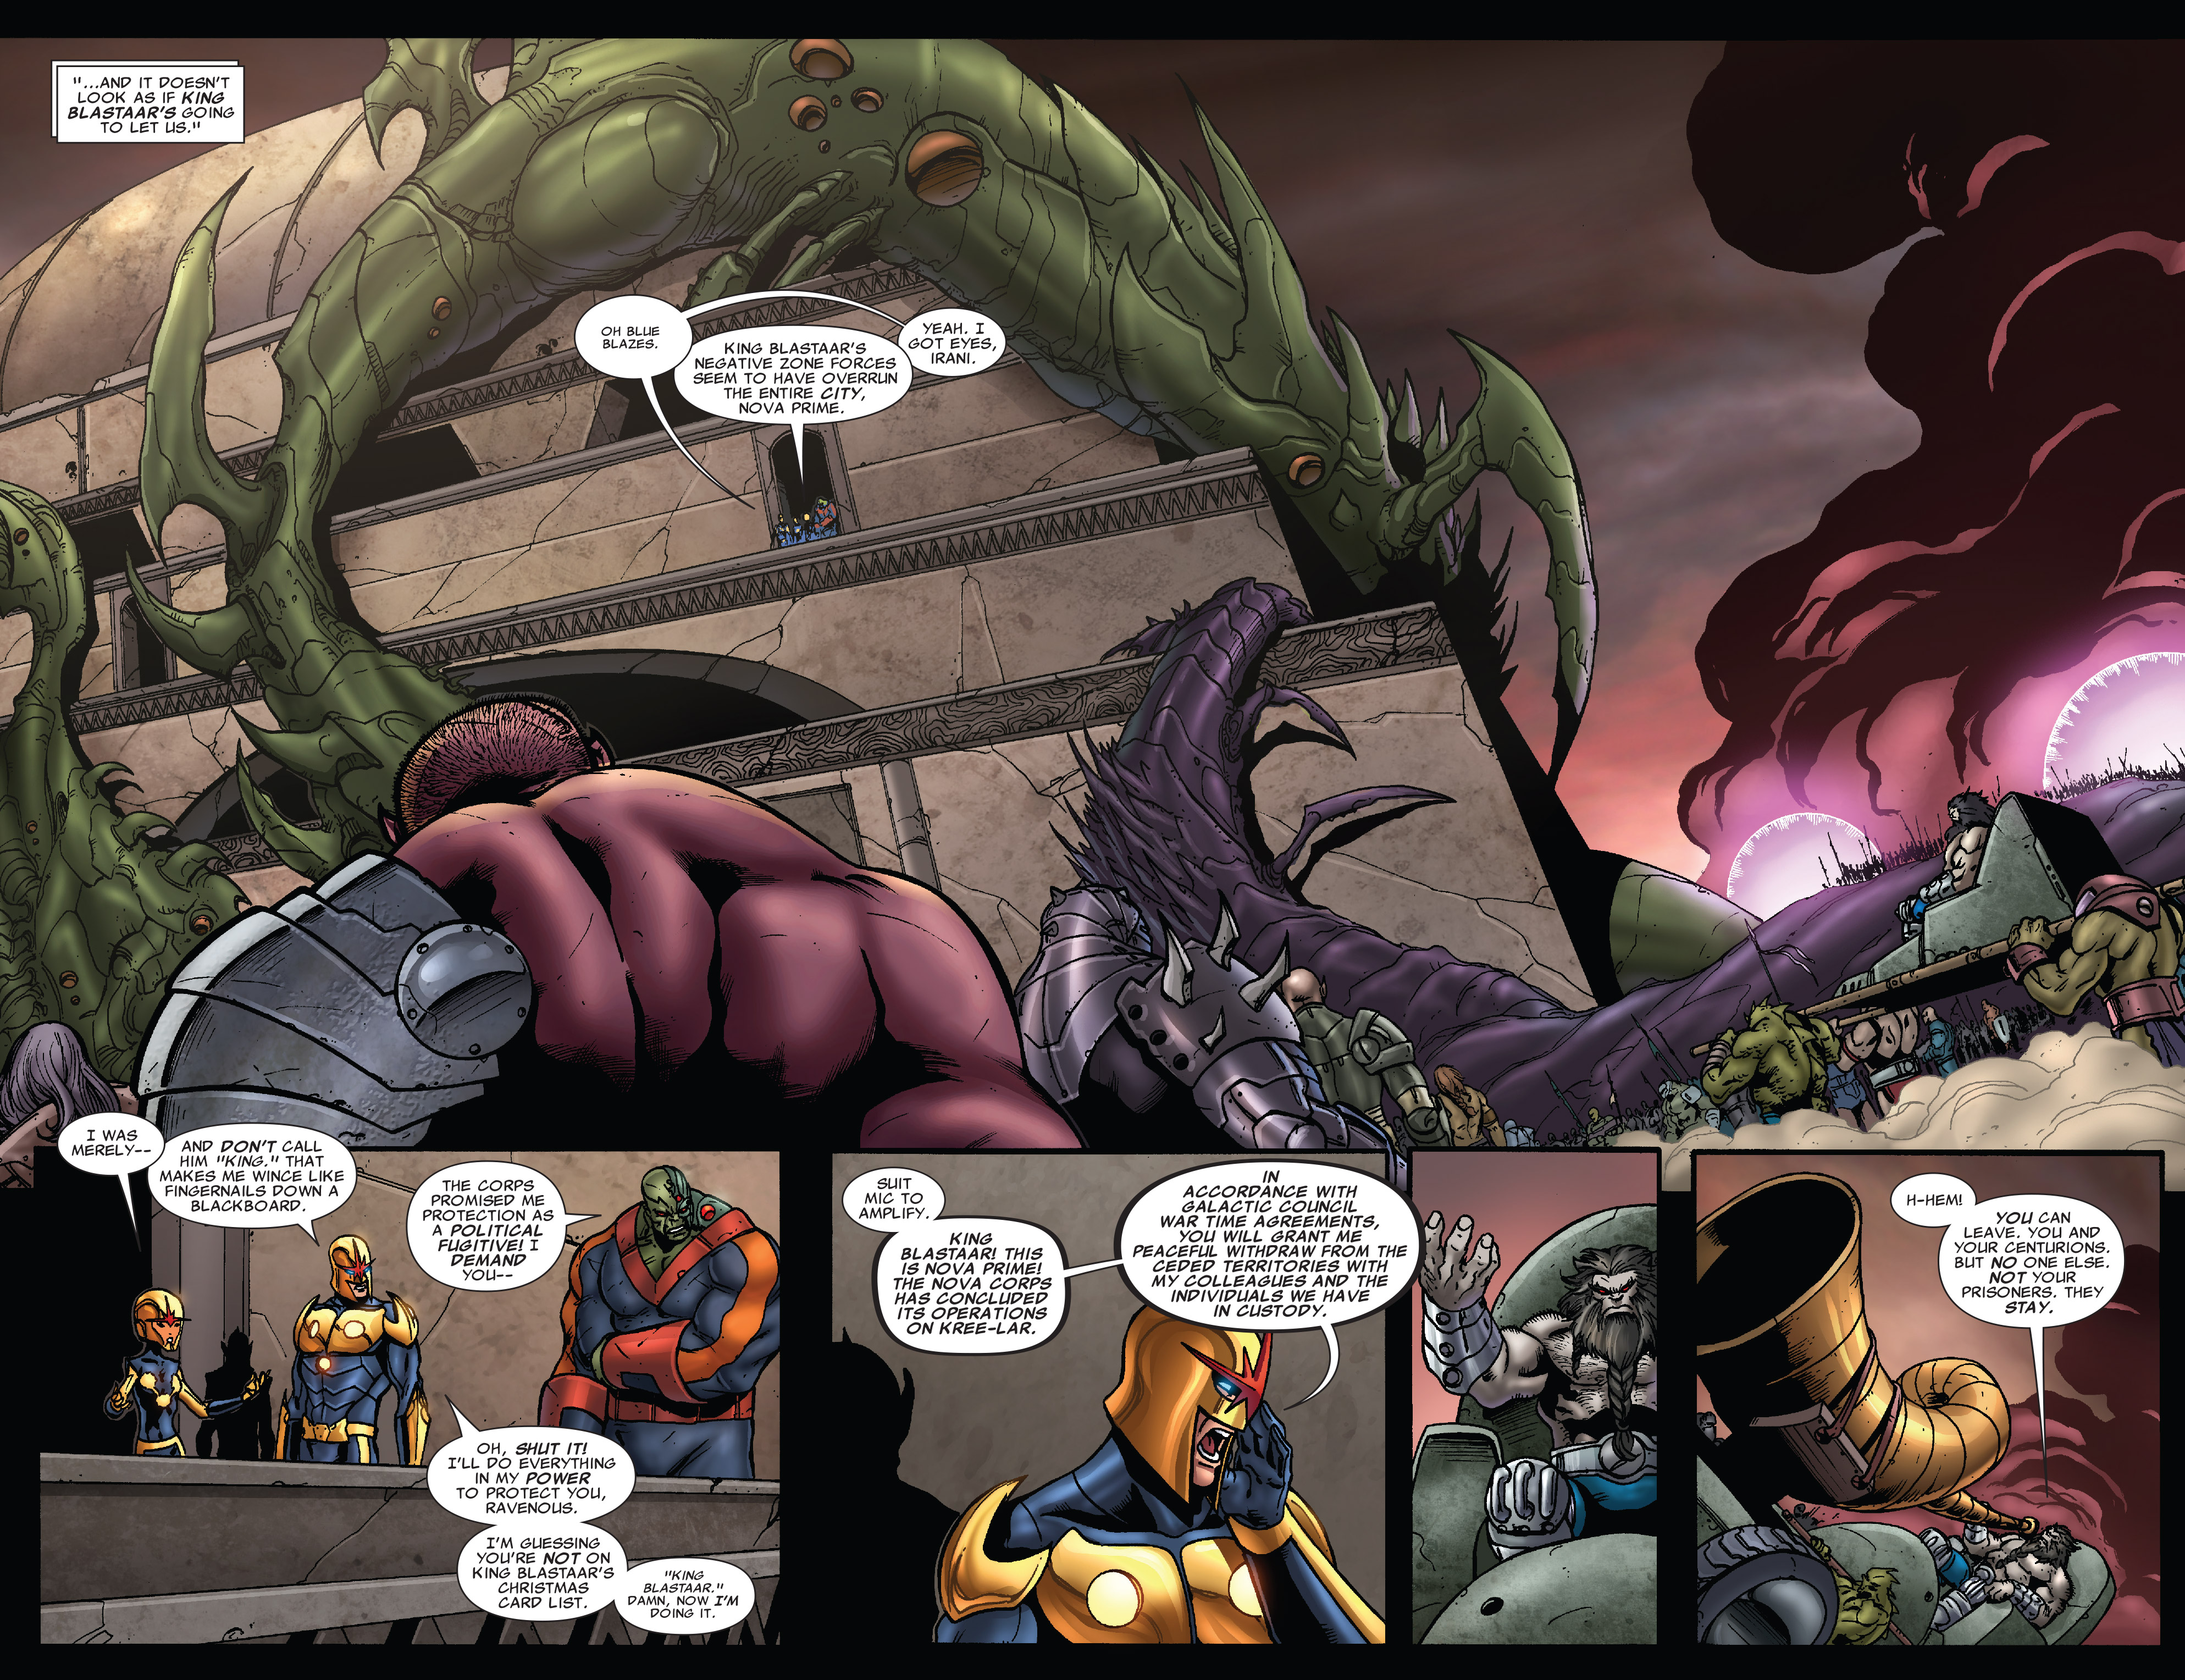 "...AND IT DOESN'T
LOOK AS IF KING
BLASTAAR'S GOING
TO LET US."
OH BLUE
BLAZES.
KING BLASTAAR'S
NEGATIVE ZONE FORCES
SEEM TO HAVE OVERRUN
THE ENTIRE CITY,
NOVA PRIME.
YEAH. I
GOT EYES,
IRANI.
I WAS
MERELY--
AND DON'T CALL
HIM "KING." THAT
MAKES ME WINCE LIKE
FINGERNAILS DOWN A
BLACKBOARD.
THE CORPS
PROMISED ME
PROTECTION AS
A POLITICAL
FUGITIVE! I
DEMAND
YOU--
OH, SHUT IT!
I'LL DO EVERYTHING
IN MY POWER
TO PROTECT YOU,
RAVENOUS.
I'M GUESSING
YOU'RE NOT ON
KING BLASTAAR'S
CHRISTMAS
CARD LIST.
"KING
BLASTAAR."
DAMN, NOW I'M
DOING IT.
SUIT
MIC TO
AMPLIFY.
KING
BLASTAAR! THIS
IS NOVA PRIME!
THE NOVA CORPS
HAS CONCLUDED
ITS OPERATIONS
ON KREE-LAR.
IN
ACCORDANCE WITH
GALACTIC COUNCIL
WAR TIME AGREEMENTS,
YOU WILL GRANT ME
PEACEFUL WITHDRAW FROM THE
CEDED TERRITORIES WITH
MY COLLEAGUES AND THE
INDIVIDUALS WE HAVE
IN CUSTODY.
H-HEM!
YOU CAN
LEAVE. YOU AND
YOUR CENTURIONS.
BUT NO ONE ELSE.
NOT YOUR
PRISONERS. THEY
STAY.